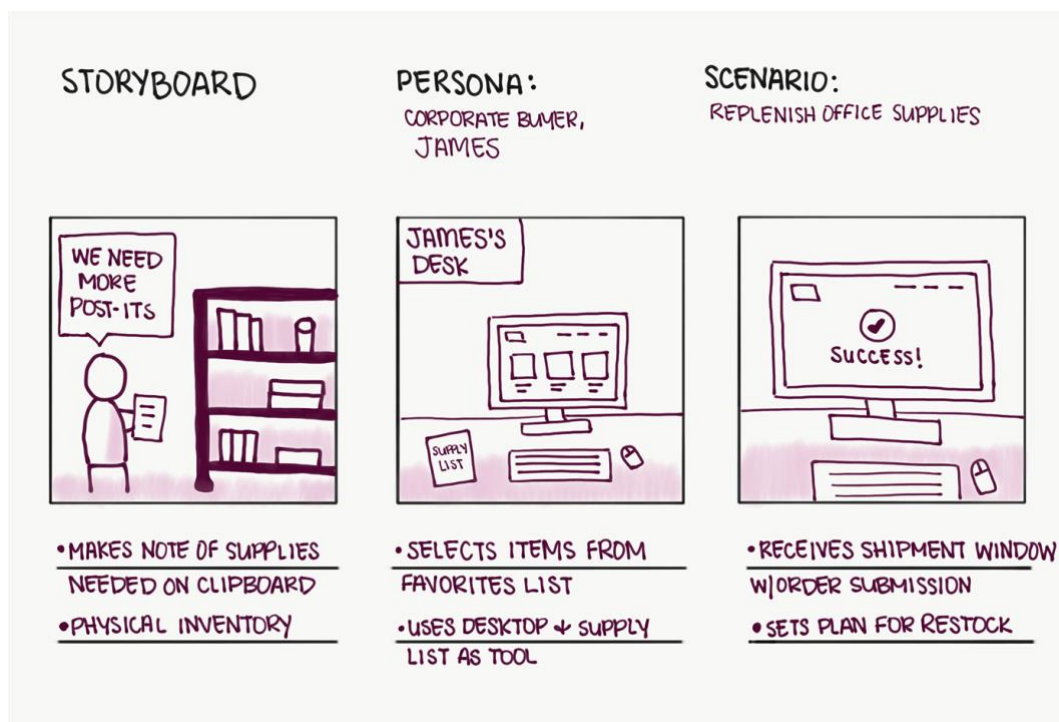 STORYBOARD
PERSONA:
CORPORATE BUYER,
JAMES
SCENARIO:
REPLENISH OFFICE SUPPLIES
WE NEED
MORE
POST-ITS
JAMES'S
DESK
SUPPLY
LIST
SUCCESS!
•MAKES NOTE OF SUPPLIES
NEEDED ON CLIPBOARD
•PHYSICAL INVENTORY
•SELECTS ITEMS FROM
FAVORITES LIST
•USES DESKTOP + SUPPLY
LIST AS TOOL
•RECEIVES SHIPMENT WINDOW
W/ORDER SUBMISSION
•SETS PLAN FOR RESTOCK